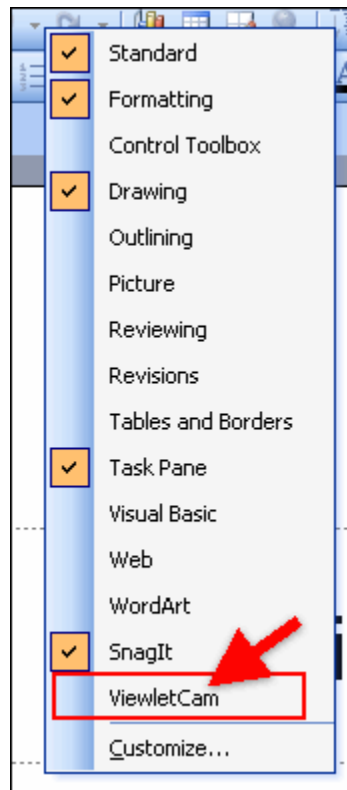 Standard
Formatting
Control Toolbox
Drawing
Outlining
Picture
Reviewing
Revisions
Tables and Borders
Task Pane
Visual Basic
Web
WordArt
SnagIt
ViewletCam
Customize...